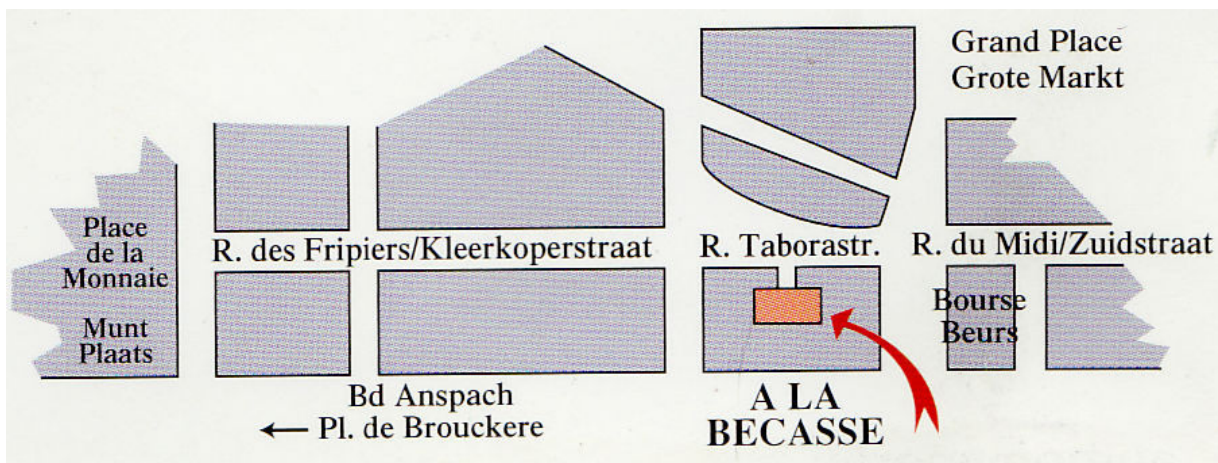 Grand Place
Grote Markt
Place
de la
Monnaie
Munt
Plaats
R. des Fripiers/Kleerkoperstraat
R. Taborastr.
R. du Midi/Zuidstraat
Bourse
Beurs
Bd Anspach
← Pl. de Brouckere
A LA
BECASSE